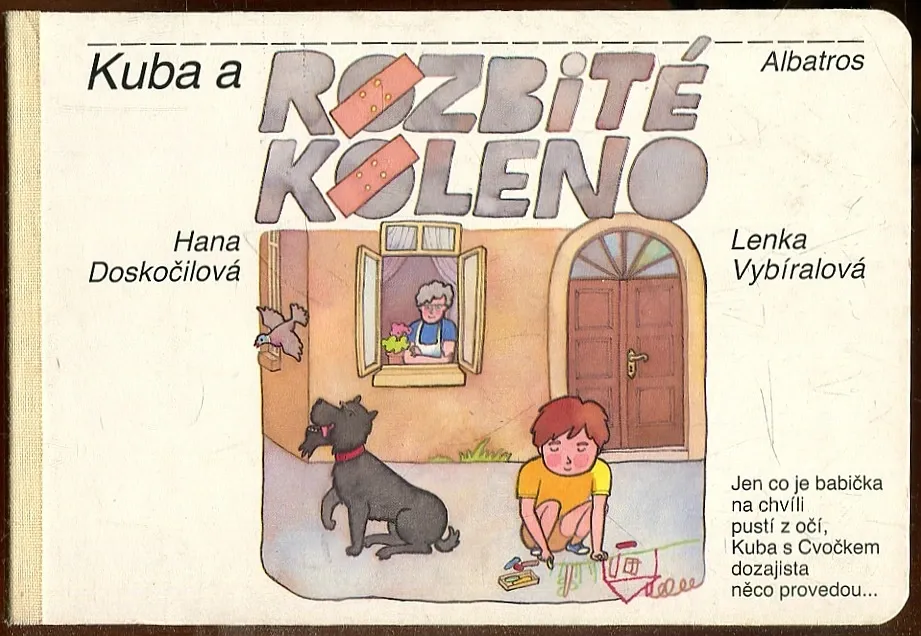 Kuba a
ROZBITÉ
KOLENO
Albatros
Hana
Doskočilová
Lenka
Vybíralová
Jen co je babička
na chvíli
pustí z očí,
Kuba s Cvočkem
dozajista
něco provedou...